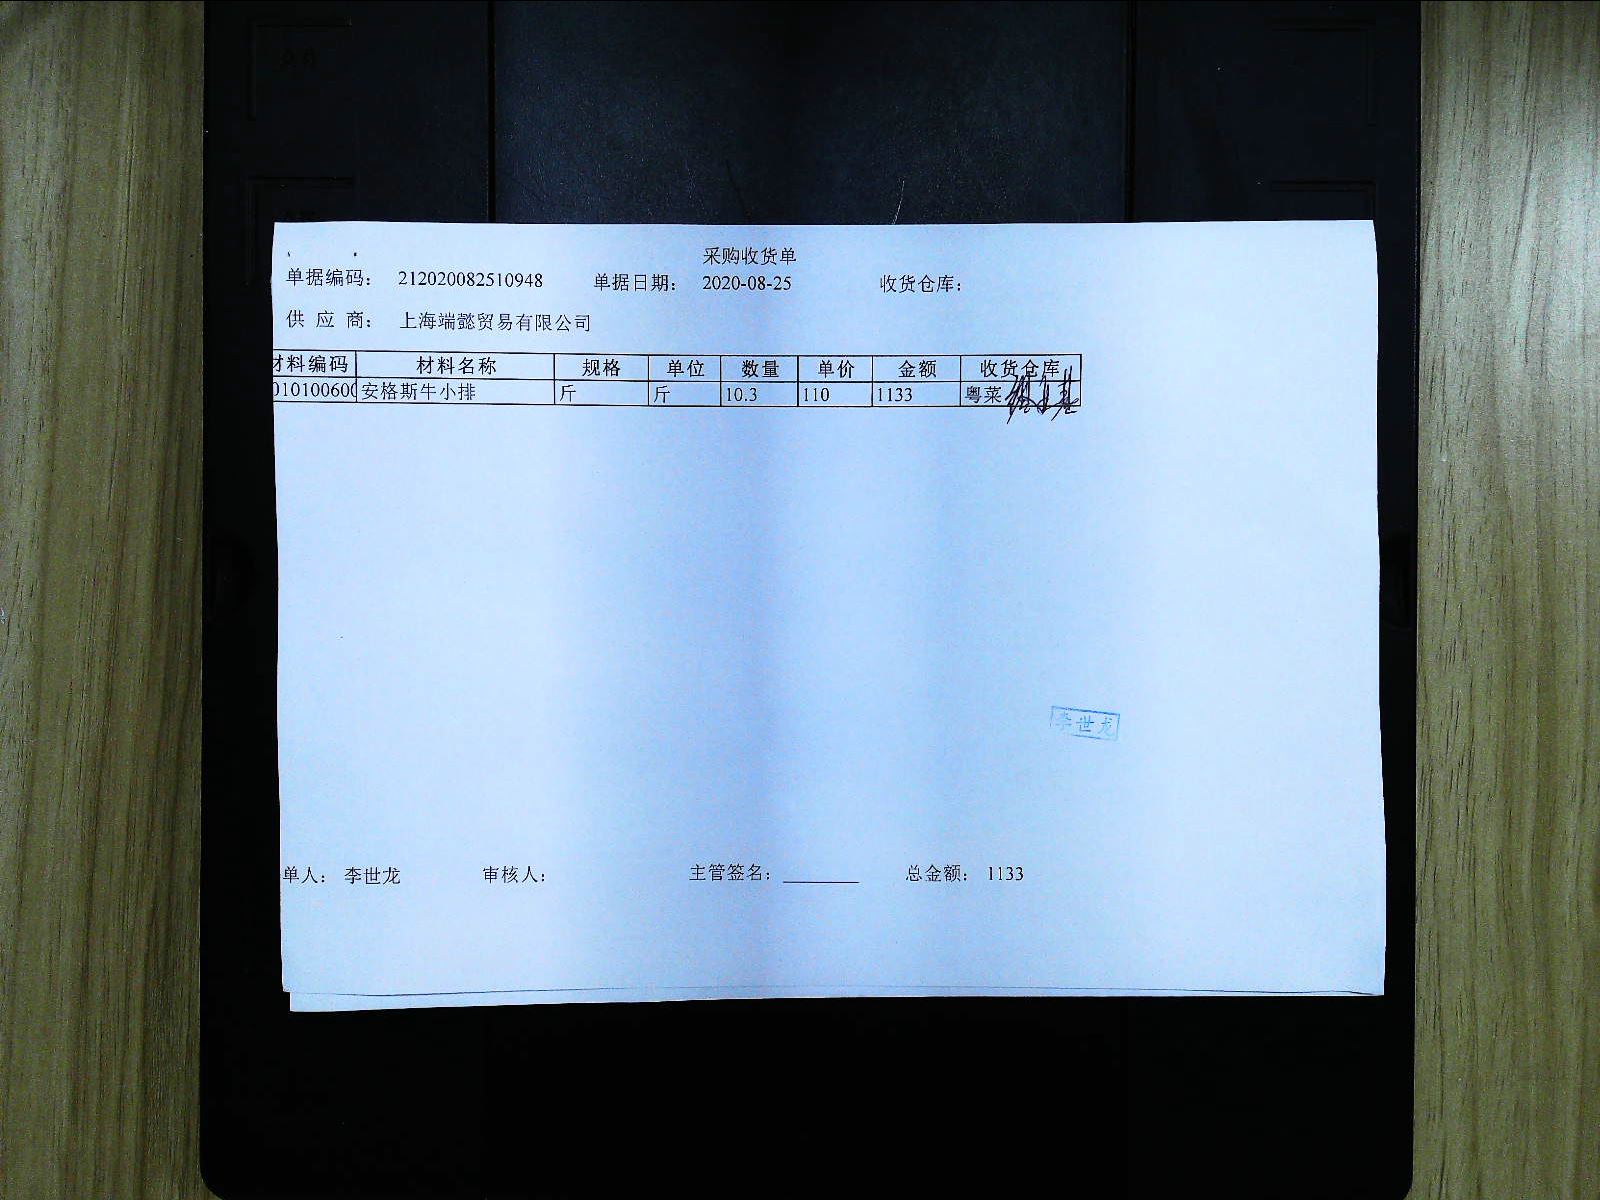 采购收货单
单据编码： 212020082510948 单据日期： 2020-08-25 收货仓库：
供 应 商： 上海端懿贸易有限公司
材料编码 材料名称 规格 单位 数量 单价 金额 收货仓库
010100600 安格斯牛小排 斤 斤 10.3 110 1133 粤菜
李世龙
单人： 李世龙 审核人： 主管签名： 总金额： 1133